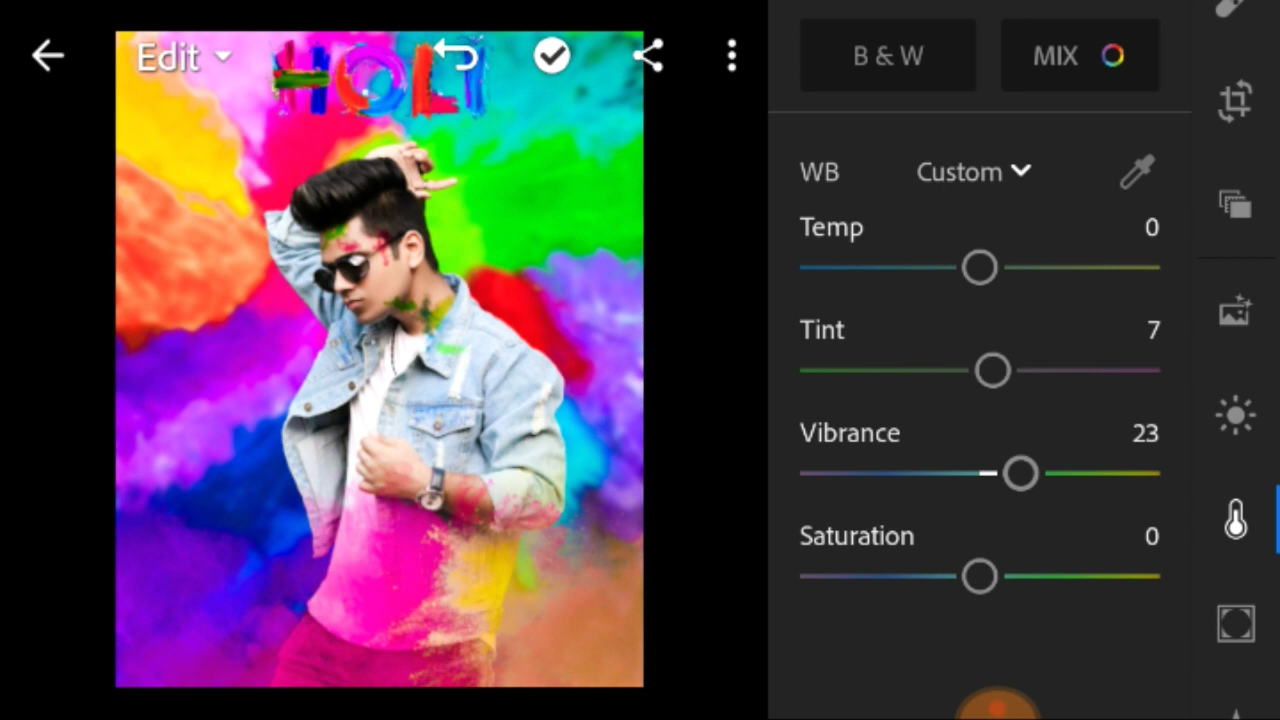 Edit
HOLI
B & W
MIX
WB Custom
Temp 0
Tint 7
Vibrance 23
Saturation 0